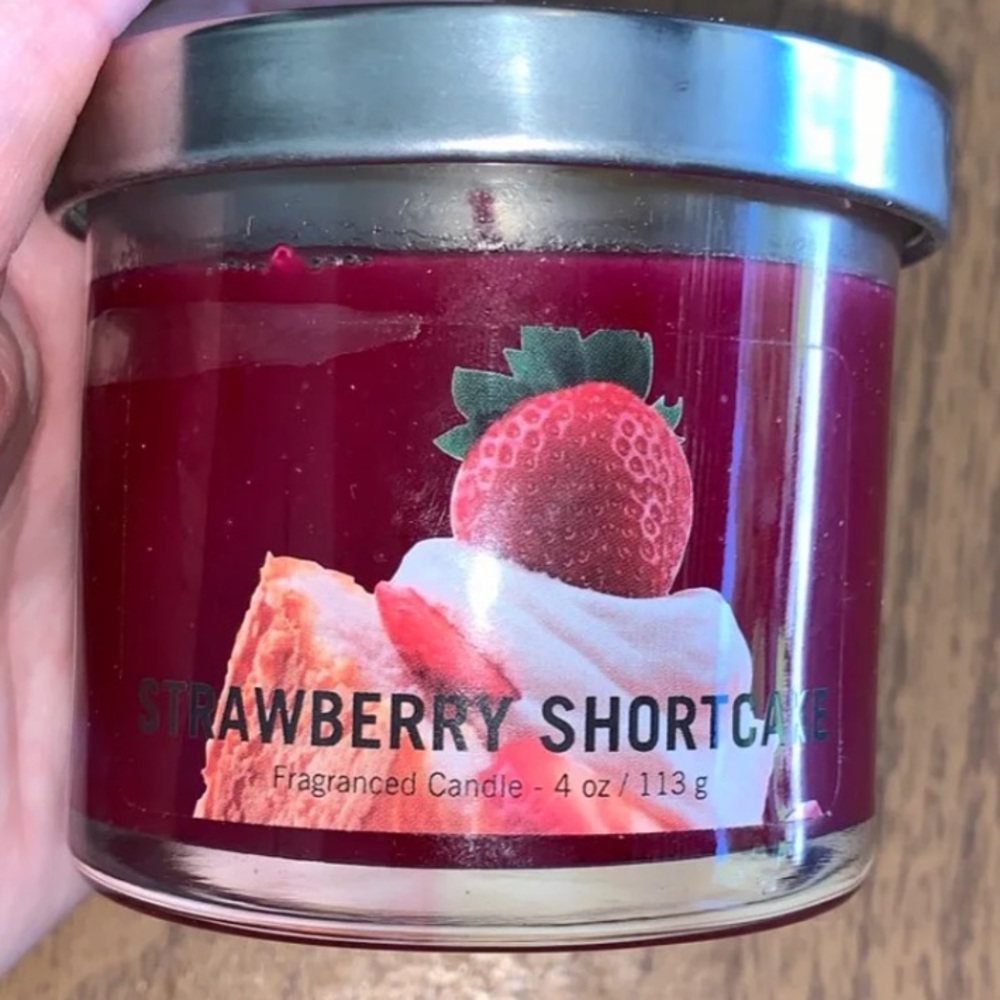 STRAWBERRY SHORTCAKE
Fragranced Candle - 4 oz / 113 g